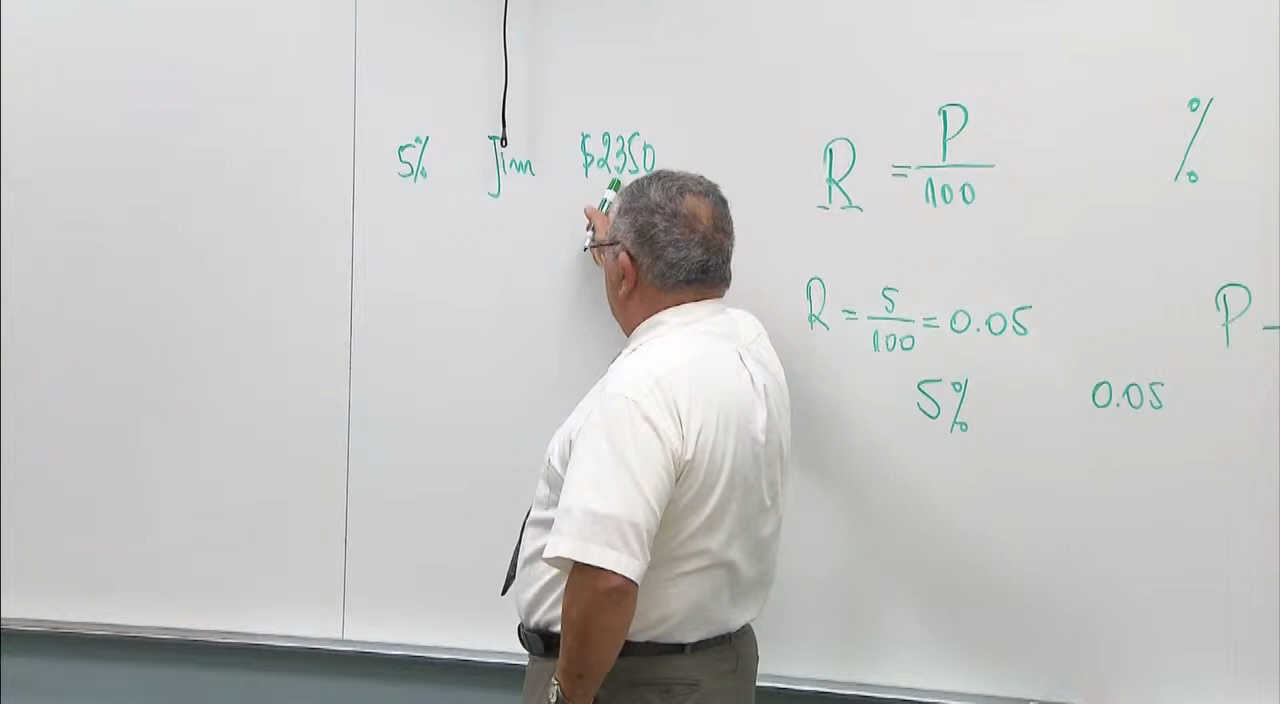 5% Jim $2350
R = P/100 %
R = 5/100 = 0.05
P -
5% 0.05